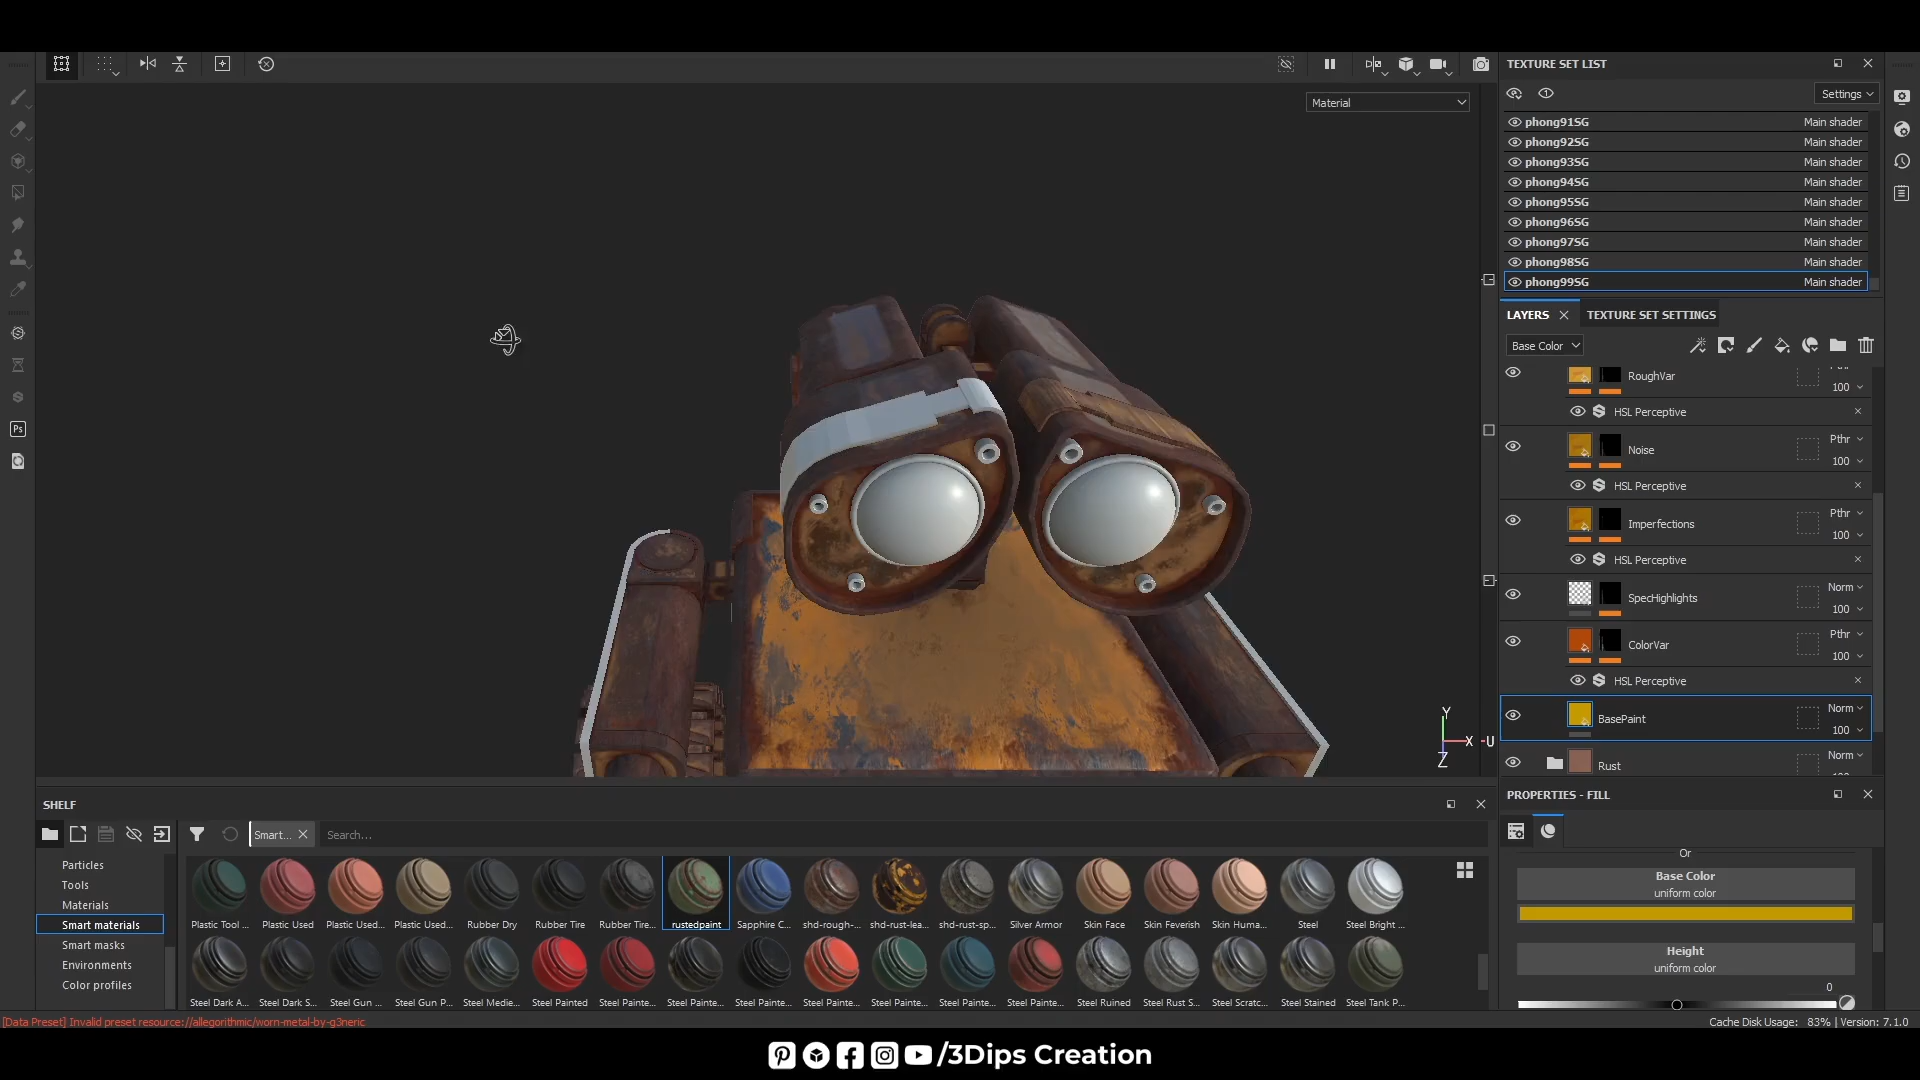 TEXTURE SET LIST
Material
Settings
phong91SG Main shader
phong92SG Main shader
phong93SG Main shader
phong94SG Main shader
phong95SG Main shader
phong96SG Main shader
phong97SG Main shader
phong98SG Main shader
phong99SG Main shader
LAYERS TEXTURE SET SETTINGS
Base Color
RoughVar
100
HSL Perceptive
Noise Pthr
100
HSL Perceptive
Imperfections Pthr
100
HSL Perceptive
SpecHighlights Norm
100
ColorVar Pthr
100
HSL Perceptive
BasePaint Norm
100
Rust Norm
Y
X
Z
U
PROPERTIES - FILL
Or
Base Color
uniform color
Height
uniform color
0
SHELF
Smart... Search...
Particles
Tools
Materials
Smart materials
Smart masks
Environments
Color profiles
Plastic Tool ... Plastic Used Plastic Used... Plastic Used... Rubber Dry Rubber Tire Rubber Tire... rustedpaint Sapphire C... shd-rough-... shd-rust-lea... shd-rust-sp... Silver Armor Skin Face Skin Feverish Skin Huma... Steel Steel Bright ...
Steel Dark A... Steel Dark S... Steel Gun ... Steel Gun P... Steel Medie... Steel Painted Steel Painte... Steel Painte... Steel Painte... Steel Painte... Steel Painte... Steel Painte... Steel Painte... Steel Ruined Steel Rust S... Steel Scratc... Steel Stained Steel Tank P...
[Data Preset] Invalid preset resource://allegorithmic/worn-metal-by-g3neric
Cache Disk Usage: 83% | Version: 7.1.0
/3Dips Creation